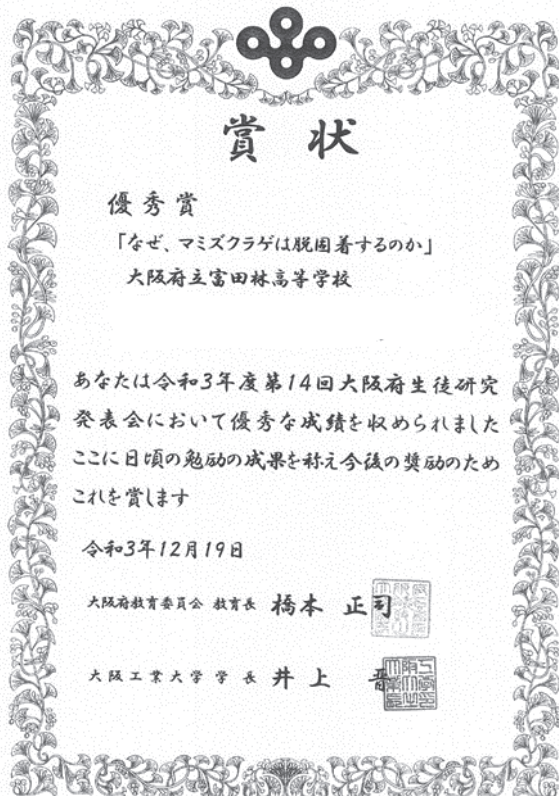 賞状
優秀賞
「なぜ、マミズクラゲは脱固着するのか」
大阪府立富田林高等学校
あなたは令和3年度第14回大阪府生徒研究
発表会において優秀な成績を収められました
ここに日頃の勉励の成果を称え今後の奨励のため
これを賞します
令和3年12月19日
大阪府教育委員会 教育長 橋本 正司
大阪工業大学学長 井上 晋